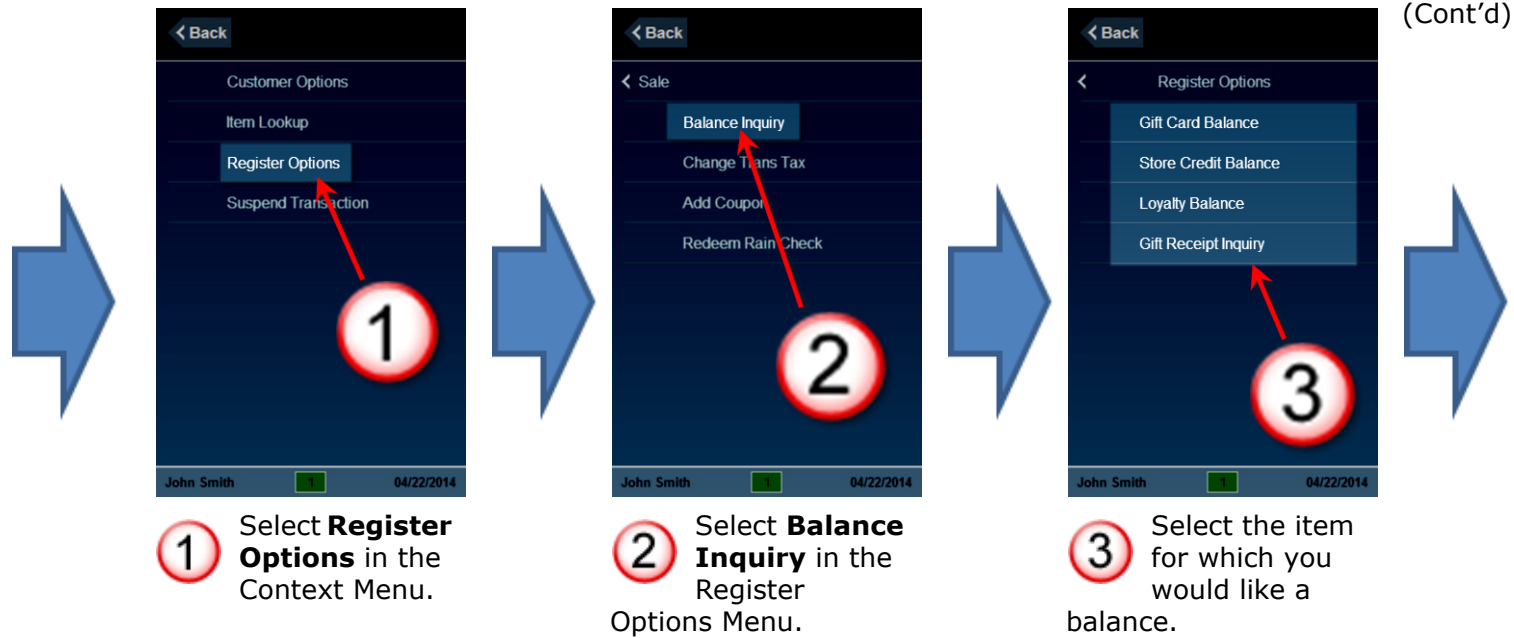 (Cont’d)
Back
Customer Options
Item Lookup
Register Options
Suspend Transaction
1
John Smith 1 04/22/2014
1 Select Register
Options in the
Context Menu.
Back
Sale
Balance Inquiry
Change Trans Tax
Add Coupon
Redeem Rain Check
2
John Smith 1 04/22/2014
2 Select Balance
Inquiry in the
Register
Options Menu.
Back
Register Options
Gift Card Balance
Store Credit Balance
Loyalty Balance
Gift Receipt Inquiry
3
John Smith 1 04/22/2014
3 Select the item
for which you
would like a
balance.